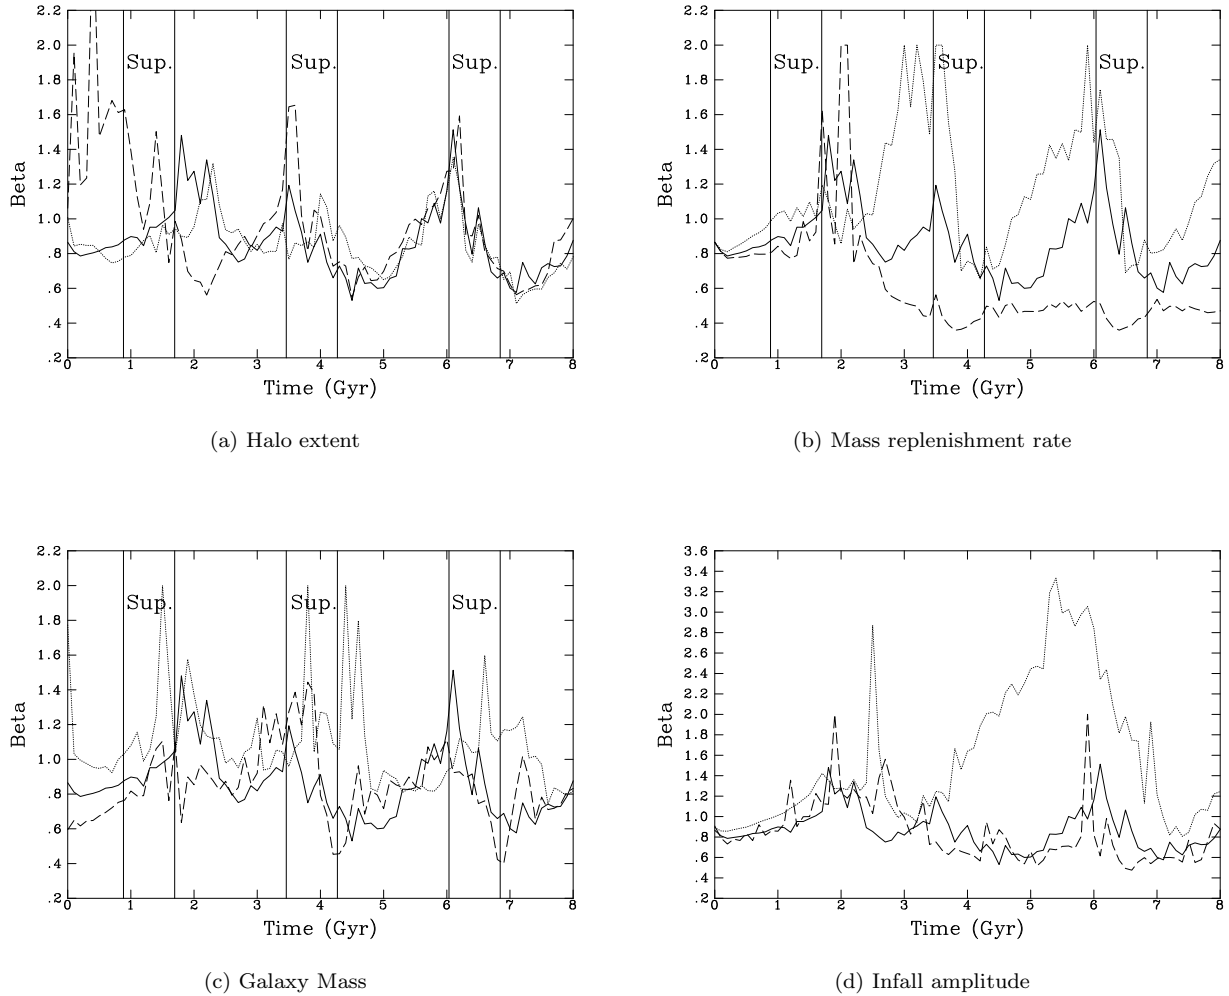 2.2
2.0
1.8
1.6
1.4
1.2
1.0
.8
.6
.4
.2
Beta
Sup.
Sup.
Sup.
0 1 2 3 4 5 6 7 8
Time (Gyr)
(a) Halo extent
2.2
2.0
1.8
1.6
1.4
1.2
1.0
.8
.6
.4
.2
Beta
Sup.
Sup.
Sup.
0 1 2 3 4 5 6 7 8
Time (Gyr)
(b) Mass replenishment rate
2.2
2.0
1.8
1.6
1.4
1.2
1.0
.8
.6
.4
.2
Beta
Sup.
Sup.
Sup.
0 1 2 3 4 5 6 7 8
Time (Gyr)
(c) Galaxy Mass
3.6
3.4
3.2
3.0
2.8
2.6
2.4
2.2
2.0
1.8
1.6
1.4
1.2
1.0
.8
.6
.4
.2
Beta
0 1 2 3 4 5 6 7 8
Time (Gyr)
(d) Infall amplitude